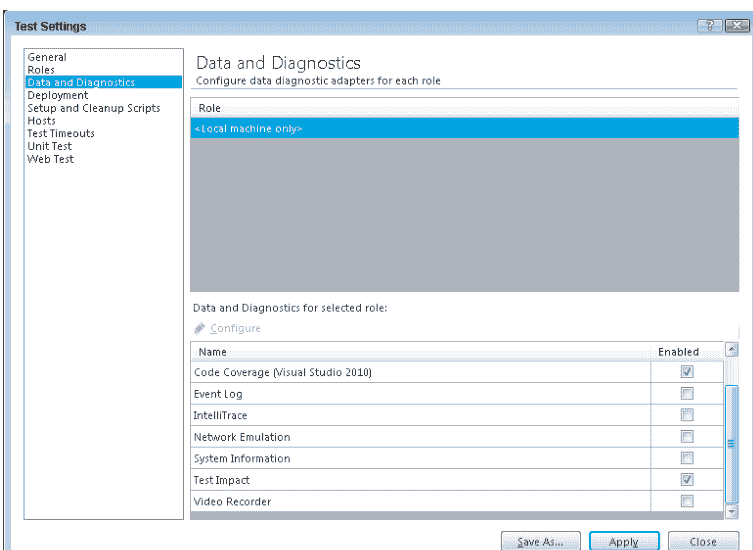 Test Settings
General
Roles
Data and Diagnostics
Deployment
Setup and Cleanup Scripts
Hosts
Test Timeouts
Unit Test
Web Test
Data and Diagnostics
Configure data diagnostic adapters for each role
Role
<Local machine only>
Data and Diagnostics for selected role:
Configure
Name Enabled
Code Coverage (Visual Studio 2010)
Event Log
IntelliTrace
Network Emulation
System Information
Test Impact
Video Recorder
Save As... Apply Close